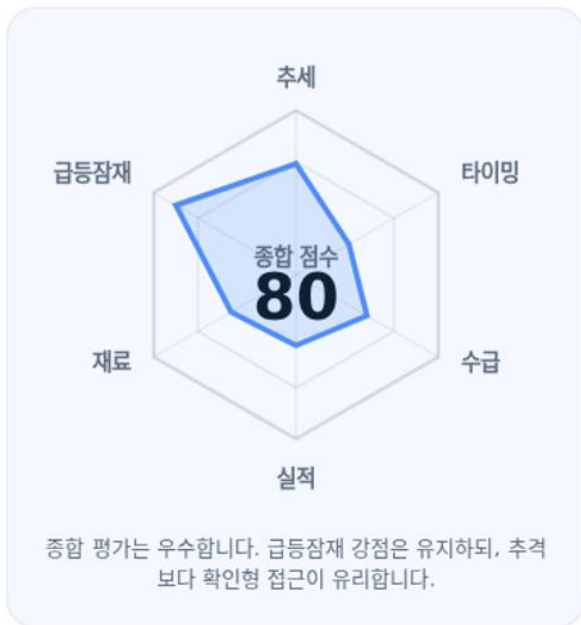 추세
급등잠재
타이밍
종합 점수
80
재료
수급
실적
종합 평가는 우수합니다. 급등잠재 강점은 유지하되, 추격
보다 확인형 접근이 유리합니다.